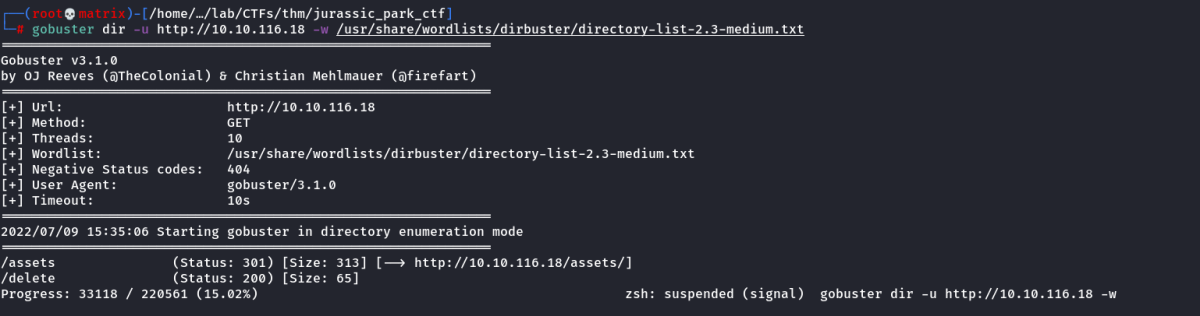 ┌──(root💀matrix)-[/home/…/lab/CTFs/thm/jurassic_park_ctf]
└─# gobuster dir -u http://10.10.116.18 -w /usr/share/wordlists/dirbuster/directory-list-2.3-medium.txt
===============================================================
Gobuster v3.1.0
by OJ Reeves (@TheColonial) & Christian Mehlmauer (@firefart)
===============================================================
[+] Url:                     http://10.10.116.18
[+] Method:                  GET
[+] Threads:                 10
[+] Wordlist:                /usr/share/wordlists/dirbuster/directory-list-2.3-medium.txt
[+] Negative Status codes:   404
[+] User Agent:              gobuster/3.1.0
[+] Timeout:                 10s
===============================================================
2022/07/09 15:35:06 Starting gobuster in directory enumeration mode
===============================================================
/assets               (Status: 301) [Size: 313] [--> http://10.10.116.18/assets/]
/delete               (Status: 200) [Size: 65]
Progress: 33118 / 220561 (15.02%)                                               zsh: suspended (signal)  gobuster dir -u http://10.10.116.18 -w